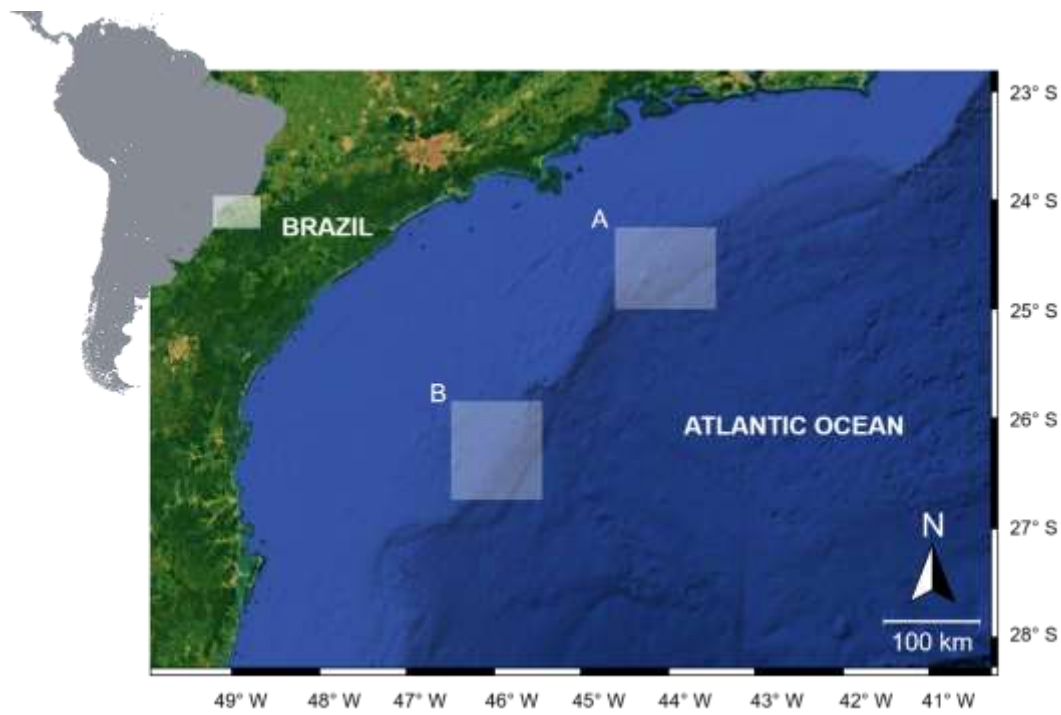 23° S
24° S
A
BRAZIL
25° S
B
26° S
ATLANTIC OCEAN
N
27° S
100 km
28° S
49° W 48° W 47° W 46° W 45° W 44° W 43° W 42° W 41° W